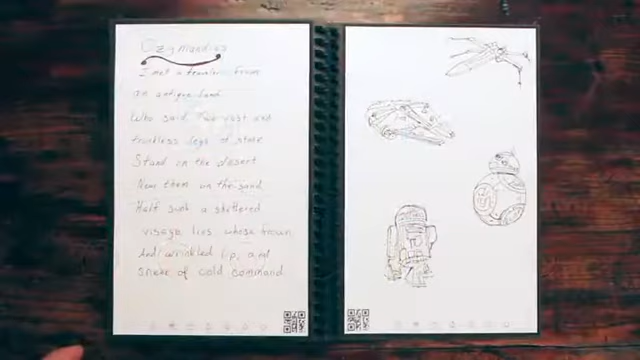 Ozymandias
I met a traveler from
an antique land
Who said Two vast and
trunkless legs of stone
Stand in the desert
Near them on the sand
Half sunk a shattered
visage lies whose frown
And wrinkled lip, and
sneer of cold command